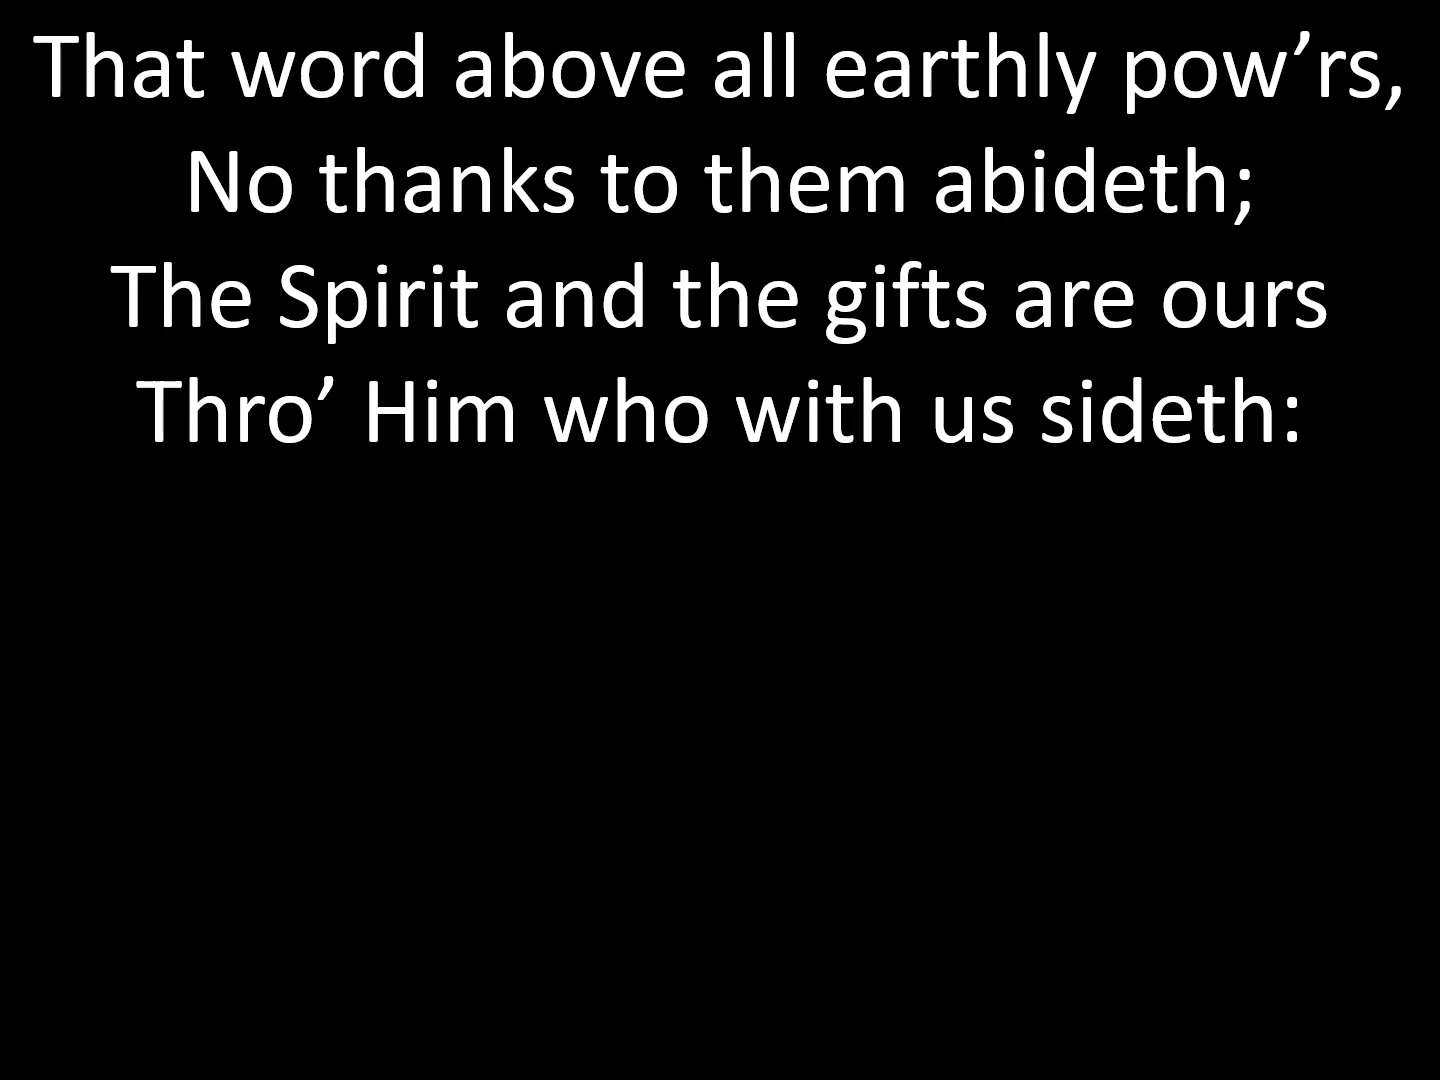 That word above all earthly pow’rs,
No thanks to them abideth;
The Spirit and the gifts are ours
Thro’ Him who with us sideth: